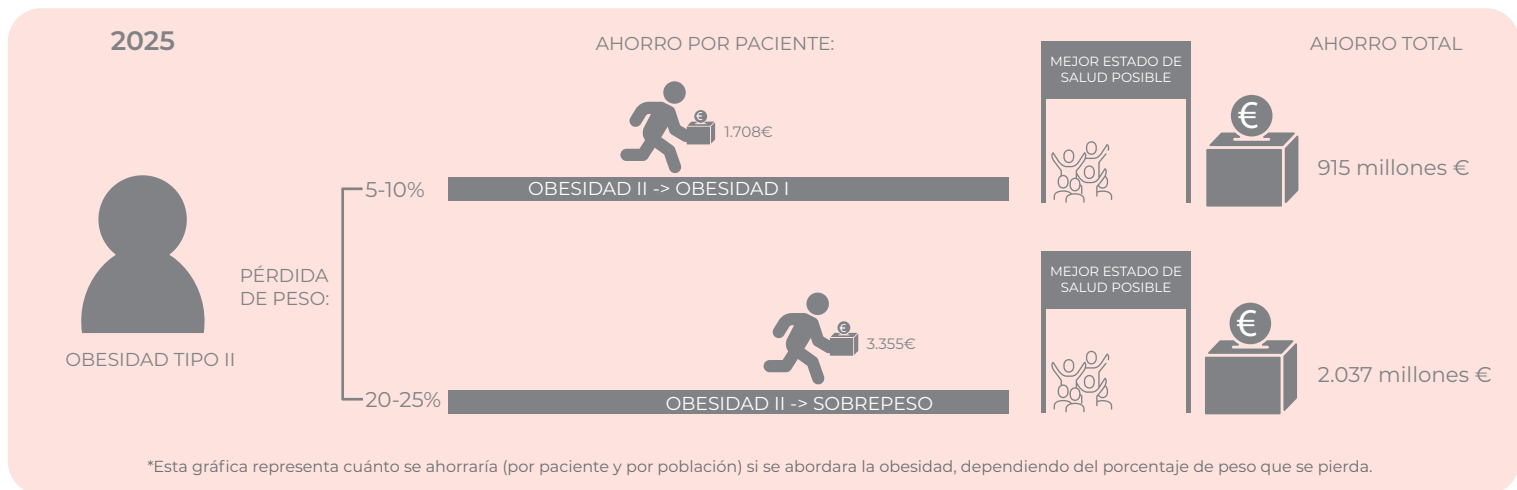 2025
AHORRO POR PACIENTE:
AHORRO TOTAL
MEJOR ESTADO DE
SALUD POSIBLE
€
€
1.708€
915 millones €
5-10%
OBESIDAD II -> OBESIDAD I
PÉRDIDA
DE PESO:
OBESIDAD TIPO II
MEJOR ESTADO DE
SALUD POSIBLE
€
€
3.355€
2.037 millones €
20-25%
OBESIDAD II -> SOBREPESO
*Esta gráfica representa cuánto se ahorraría (por paciente y por población) si se abordara la obesidad, dependiendo del porcentaje de peso que se pierda.